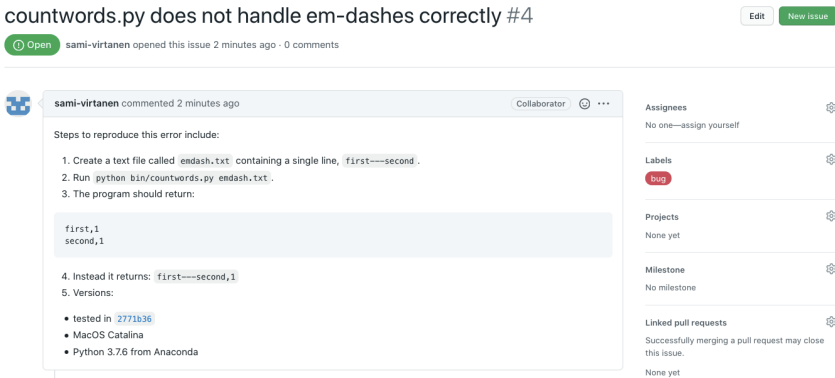 countwords.py does not handle em-dashes correctly #4
Edit
New issue
Open
sami-virtanen opened this issue 2 minutes ago · 0 comments
sami-virtanen commented 2 minutes ago
Collaborator
Steps to reproduce this error include:
1. Create a text file called emdash.txt containing a single line, first---second.
2. Run python bin/countwords.py emdash.txt.
3. The program should return:
first,1
second,1
4. Instead it returns: first---second,1
5. Versions:
• tested in 2771b36
• MacOS Catalina
• Python 3.7.6 from Anaconda
Assignees
No one—assign yourself
Labels
bug
Projects
None yet
Milestone
No milestone
Linked pull requests
Successfully merging a pull request may close
this issue.
None yet